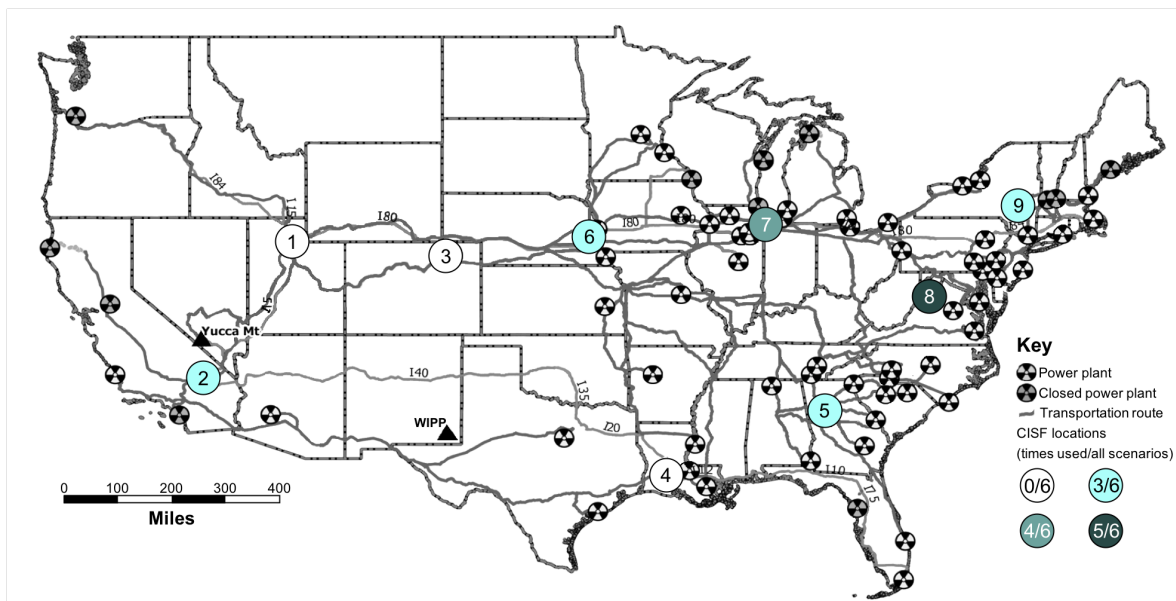 I84
I15
I80
1
3
I5
Yucca Mt
2
I40
I35
WIPP
I20
4
I2
I10
I75
5
6
I80
7
8
9
0 100 200 300 400
Miles
Key
Power plant
Closed power plant
Transportation route
CISF locations
(times used/all scenarios)
0/6 3/6
4/6 5/6